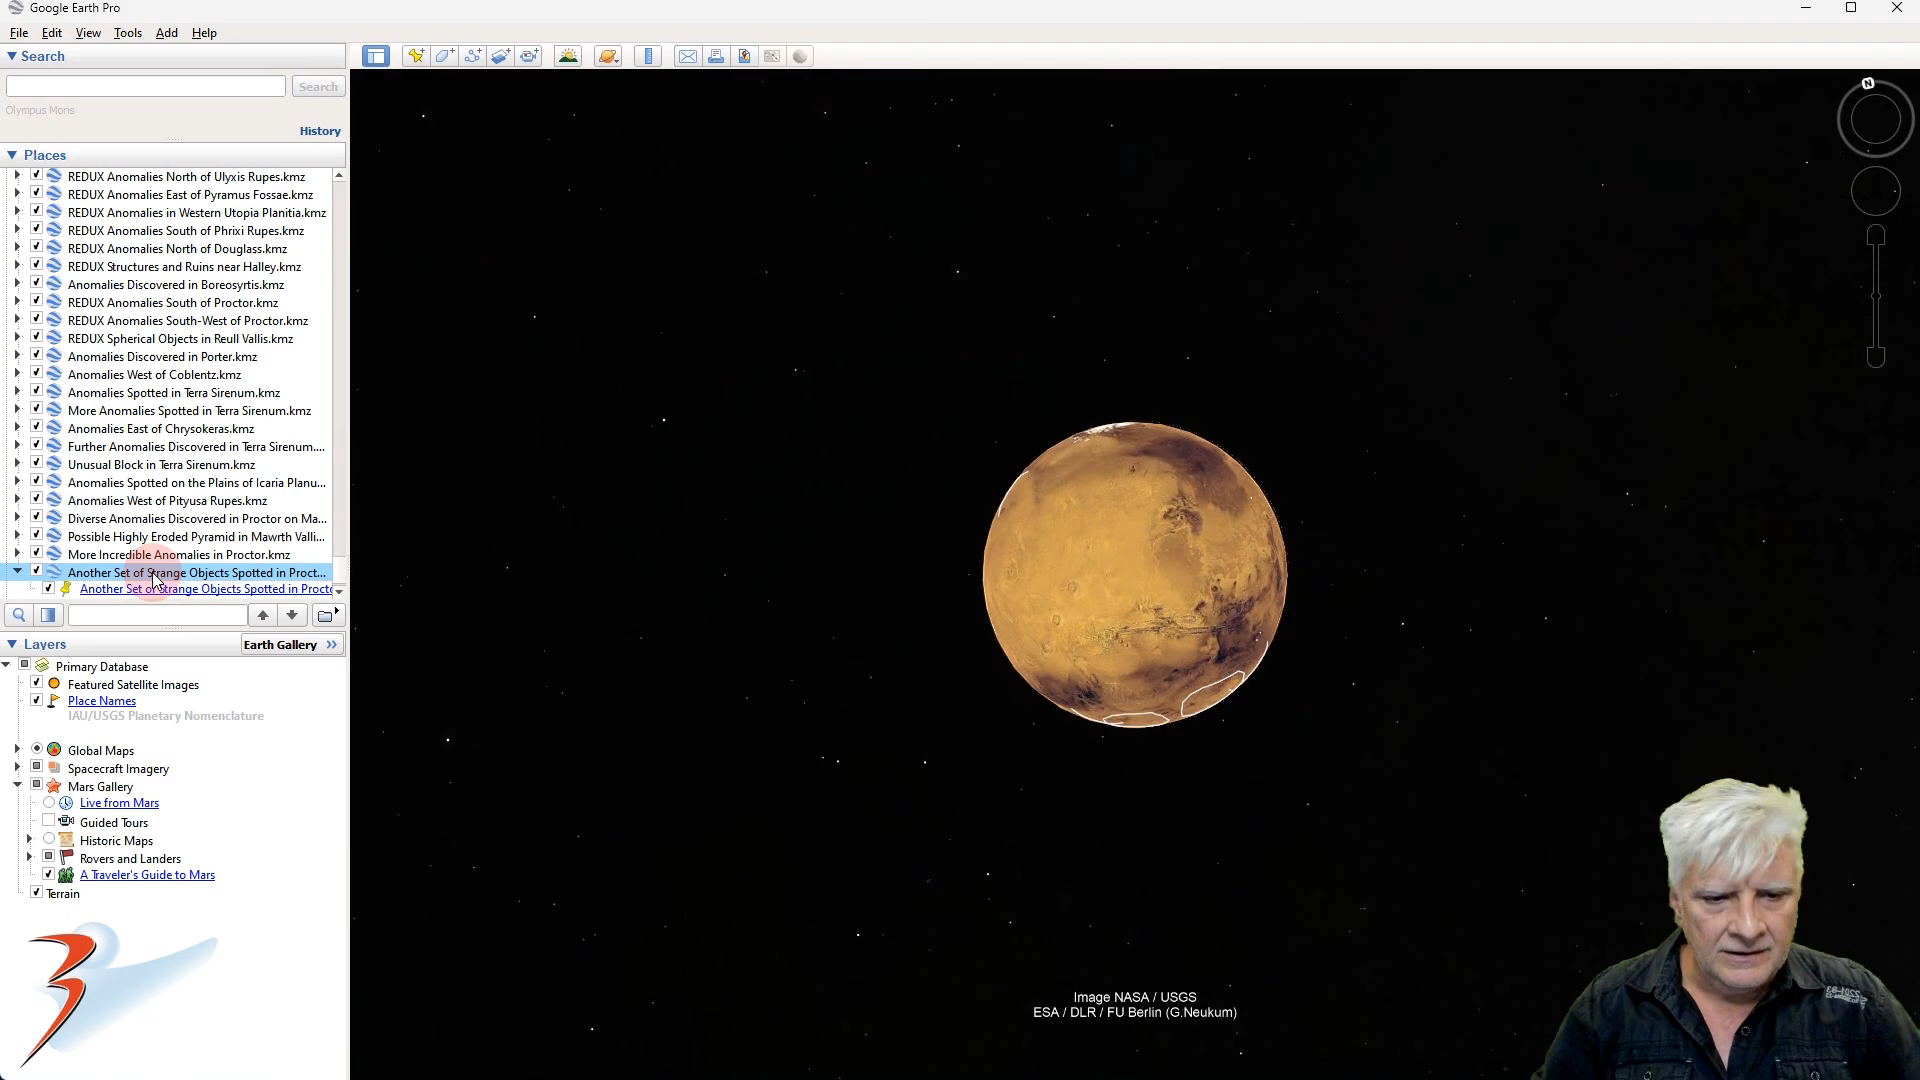 Google Earth Pro
File Edit View Tools Add Help
Search
Search
Olympus Mons
History
Places
REDUX Anomalies North of Ulyxis Rupes.kmz
REDUX Anomalies East of Pyramus Fossae.kmz
REDUX Anomalies in Western Utopia Planitia.kmz
REDUX Anomalies South of Phrixi Rupes.kmz
REDUX Anomalies North of Douglass.kmz
REDUX Structures and Ruins near Halley.kmz
Anomalies Discovered in Boreosyrtis.kmz
REDUX Anomalies South of Proctor.kmz
REDUX Anomalies South-West of Proctor.kmz
REDUX Spherical Objects in Reull Vallis.kmz
Anomalies Discovered in Porter.kmz
Anomalies West of Coblentz.kmz
Anomalies Spotted in Terra Sirenum.kmz
More Anomalies Spotted in Terra Sirenum.kmz
Anomalies East of Chrysokeras.kmz
Further Anomalies Discovered in Terra Sirenum....
Unusual Block in Terra Sirenum.kmz
Anomalies Spotted on the Plains of Icaria Planu...
Anomalies West of Pityusa Rupes.kmz
Diverse Anomalies Discovered in Proctor on Ma...
Possible Highly Eroded Pyramid in Mawrth Valli...
More Incredible Anomalies in Proctor.kmz
Another Set of Strange Objects Spotted in Proct...
Another Set of Strange Objects Spotted in Procto
Layers
Earth Gallery >>
Primary Database
Featured Satellite Images
Place Names
IAU/USGS Planetary Nomenclature
Global Maps
Spacecraft Imagery
Mars Gallery
Live from Mars
Guided Tours
Historic Maps
Rovers and Landers
A Traveler's Guide to Mars
Terrain
N
Image NASA / USGS
ESA / DLR / FU Berlin (G.Neukum)